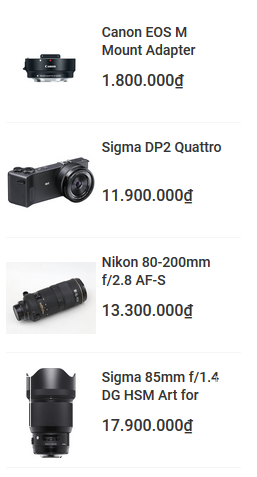 Canon EOS M
Mount Adapter
1.800.000₫
Sigma DP2 Quattro
11.900.000₫
Nikon 80-200mm
f/2.8 AF-S
13.300.000₫
Sigma 85mm f/1.4
DG HSM Art for
17.900.000₫